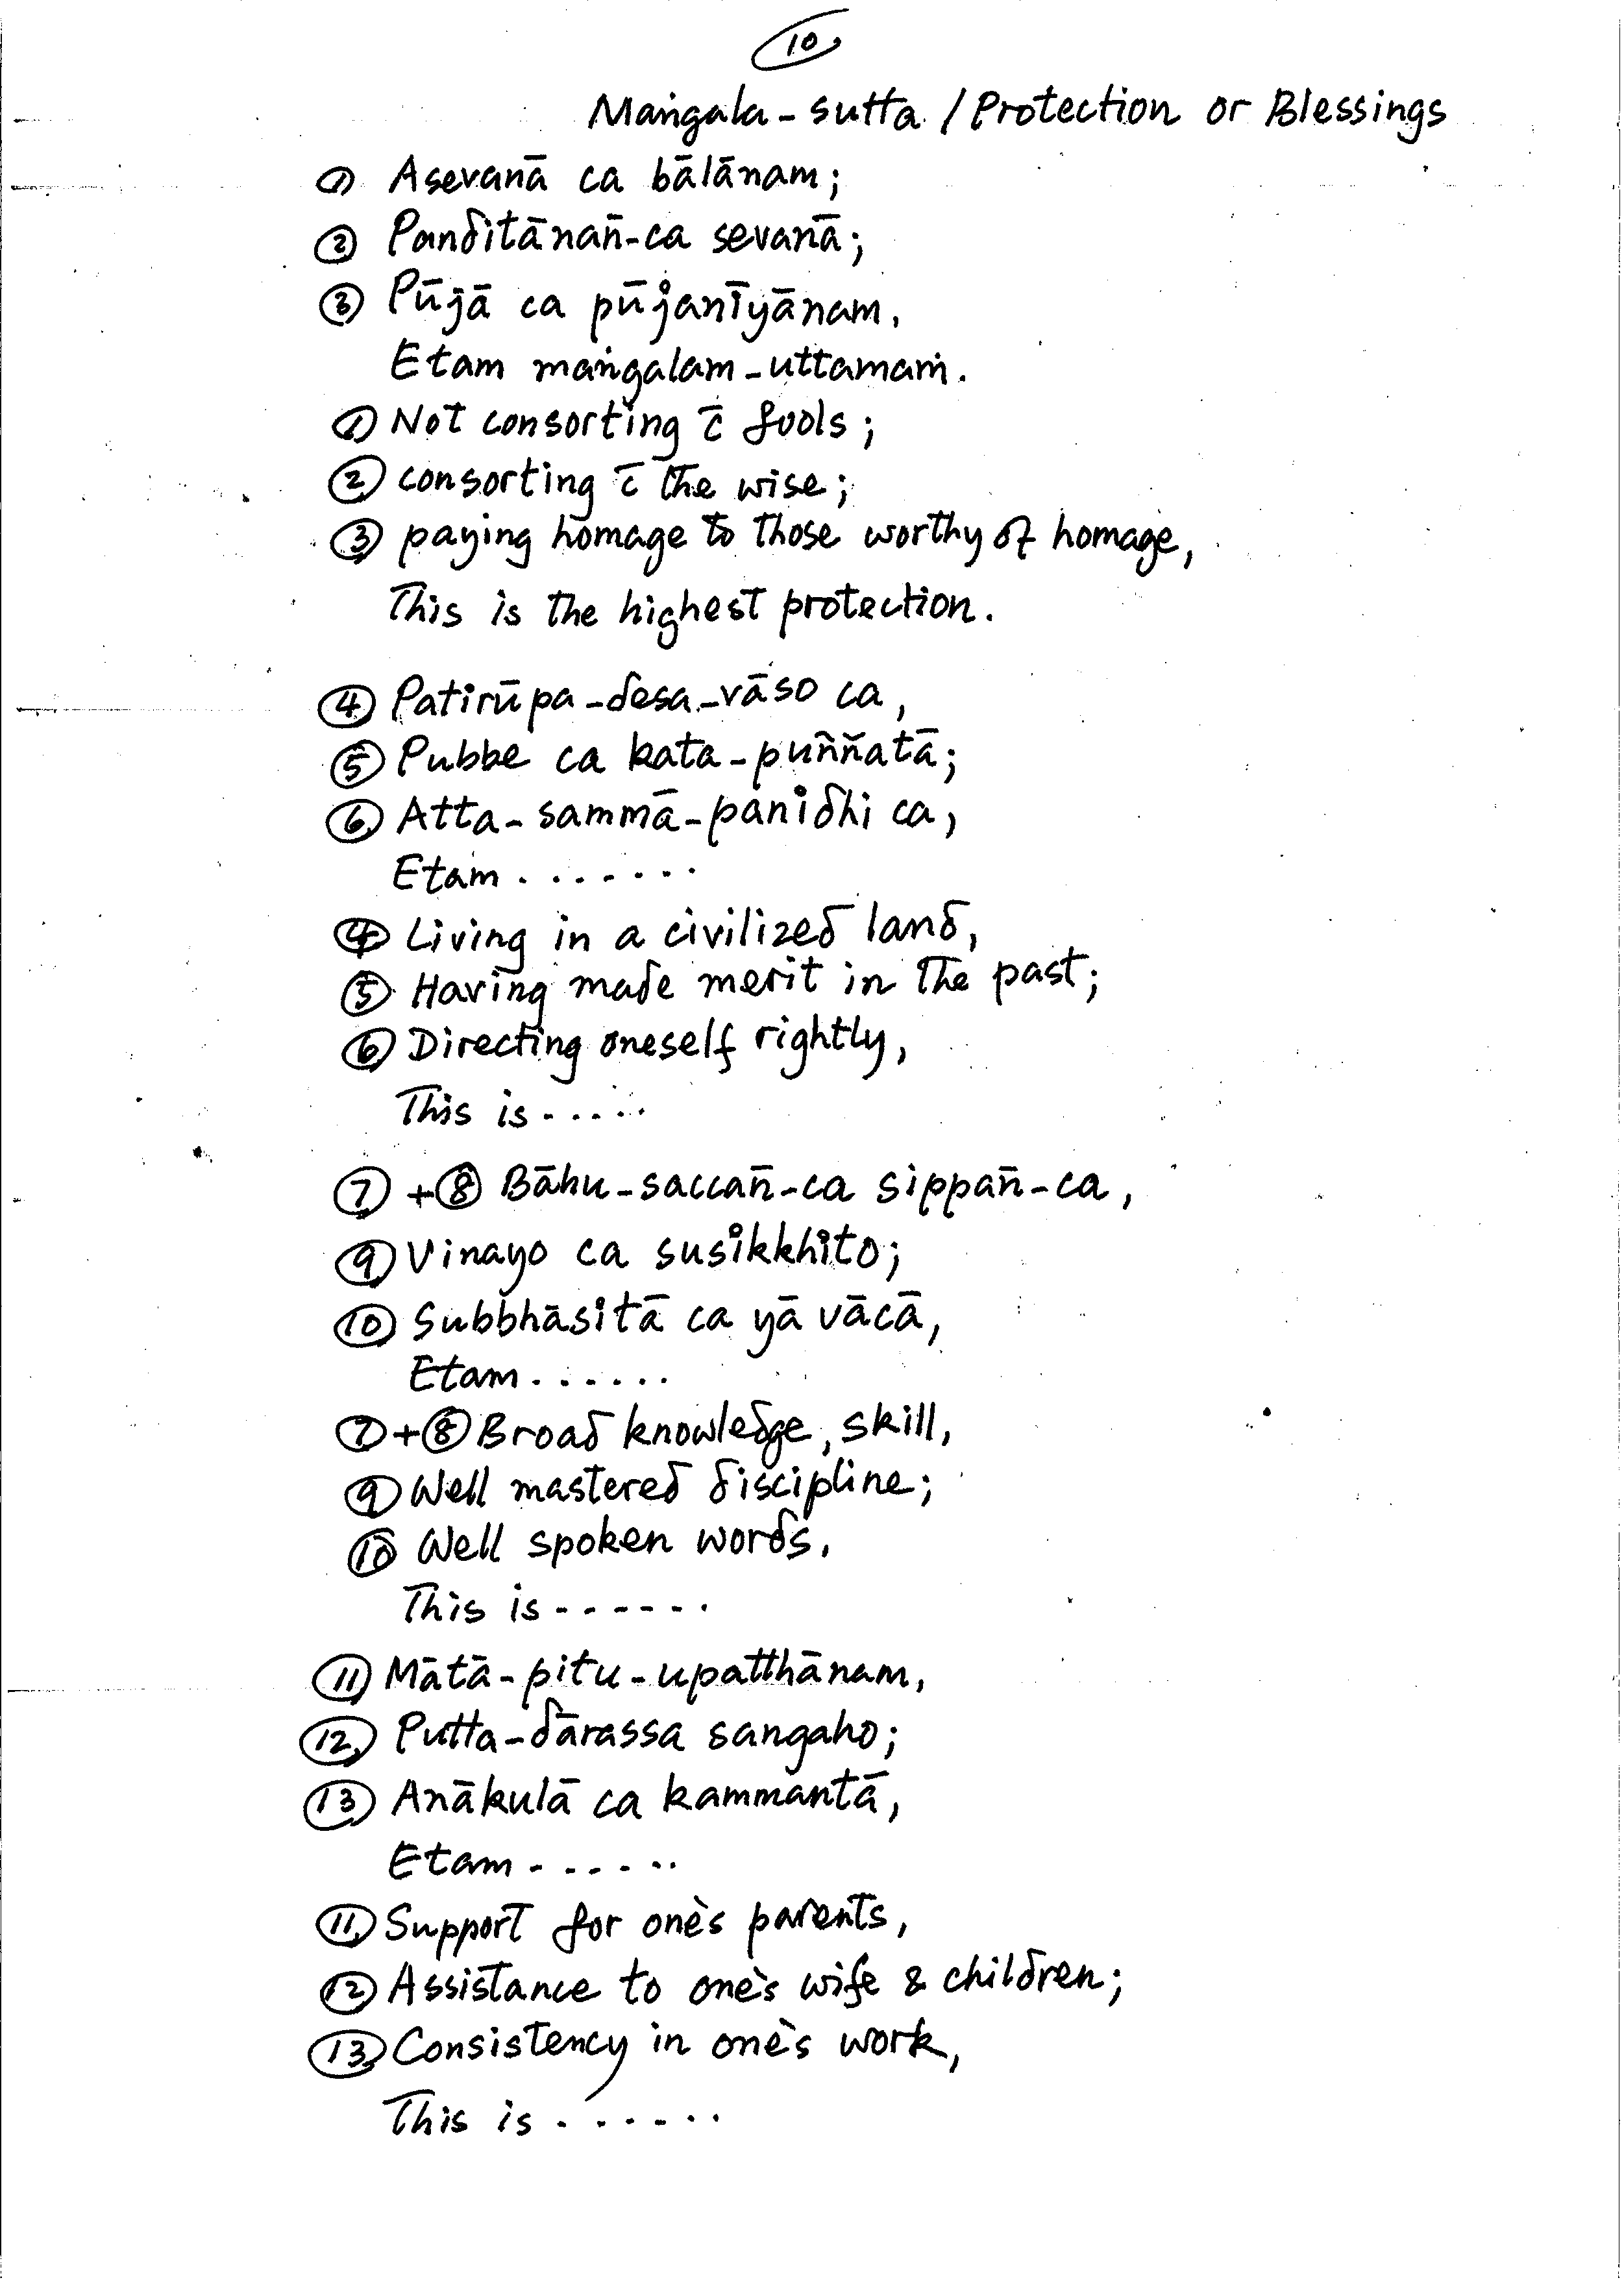 10
Maṅgala - sutta / Protection or Blessings
① Asevanā ca bālānam;
② Panditānañ-ca sevanā;
③ Pūjā ca pūjanīyānam,
Etam maṅgalam-uttamaṁ.
① Not consorting c̄ fools;
② consorting c̄ the wise;
③ paying homage to those worthy of homage,
This is the highest protection.
④ Patirūpa-desa-vāso ca,
⑤ Pubbe ca kata-puññatā;
⑥ Atta-sammā-panidhi ca,
Etam .......
④ Living in a civilized land,
⑤ Having made merit in the past;
⑥ Directing oneself rightly,
This is -----
⑦ + ⑧ Bāhu-saccañ-ca sippañ-ca,
⑨ Vinayo ca susikkhito;
⑩ Subbhāsitā ca yā vācā,
Etam ......
⑦+⑧ Broad knowledge, skill,
⑨ Well mastered discipline;
⑩ Well spoken words,
This is ------.
⑪ Mātā-pitu-upatthānam,
⑫ Putta-dārassa sangaho;
⑬ Anākulā ca kammantā,
Etam ------
⑪ Support for one's parents,
⑫ Assistance to one's wife & children;
⑬ Consistency in one's work,
This is ......